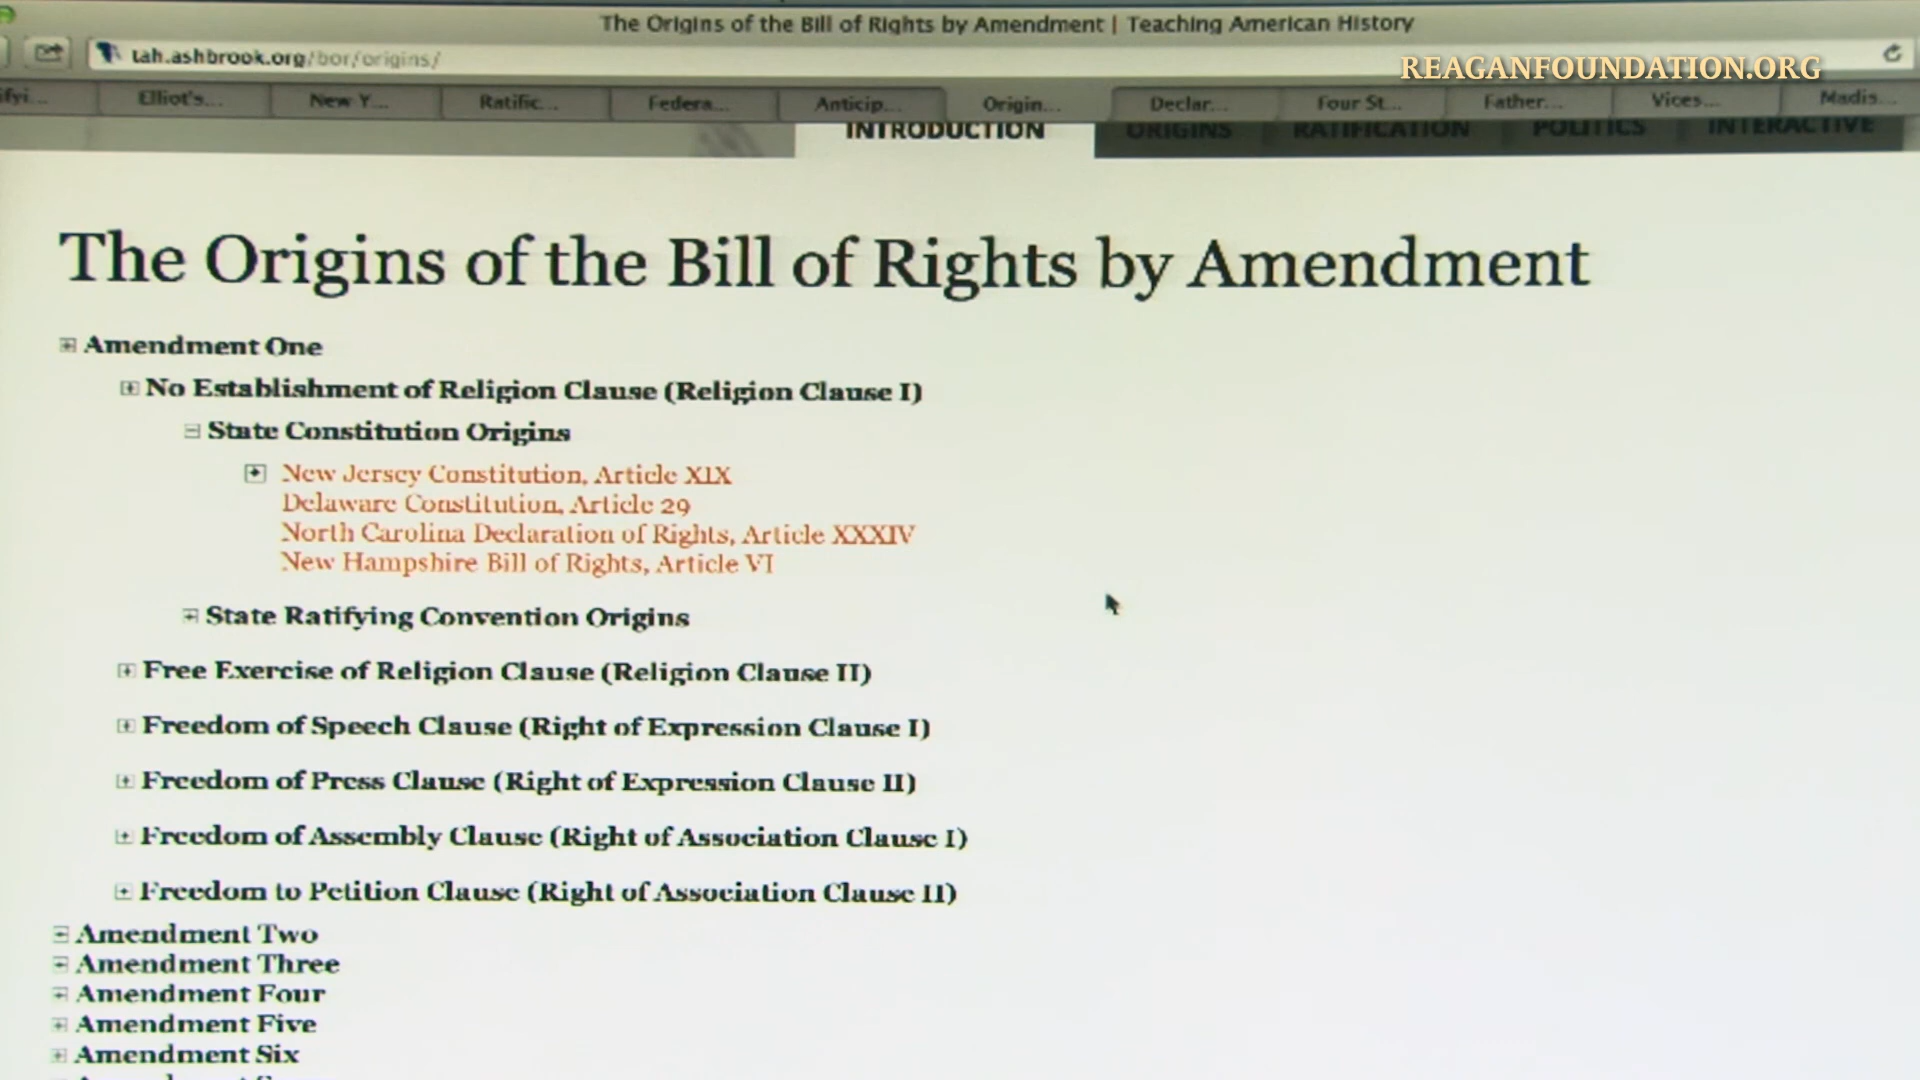 The Origins of the Bill of Rights by Amendment | Teaching American History
tah.ashbrook.org/bor/origins/
REAGANFOUNDATION.ORG
ifyi... Elliot's... New Y... Ratific... Federa... Anticip... Origin... Declar... Four St... Father... Vices... Madis...
INTRODUCTION ORIGINS RATIFICATION POLITICS INTERACTIVE
The Origins of the Bill of Rights by Amendment
Amendment One
No Establishment of Religion Clause (Religion Clause I)
State Constitution Origins
New Jersey Constitution, Article XIX
Delaware Constitution, Article 29
North Carolina Declaration of Rights, Article XXXIV
New Hampshire Bill of Rights, Article VI
State Ratifying Convention Origins
Free Exercise of Religion Clause (Religion Clause II)
Freedom of Speech Clause (Right of Expression Clause I)
Freedom of Press Clause (Right of Expression Clause II)
Freedom of Assembly Clause (Right of Association Clause I)
Freedom to Petition Clause (Right of Association Clause II)
Amendment Two
Amendment Three
Amendment Four
Amendment Five
Amendment Six